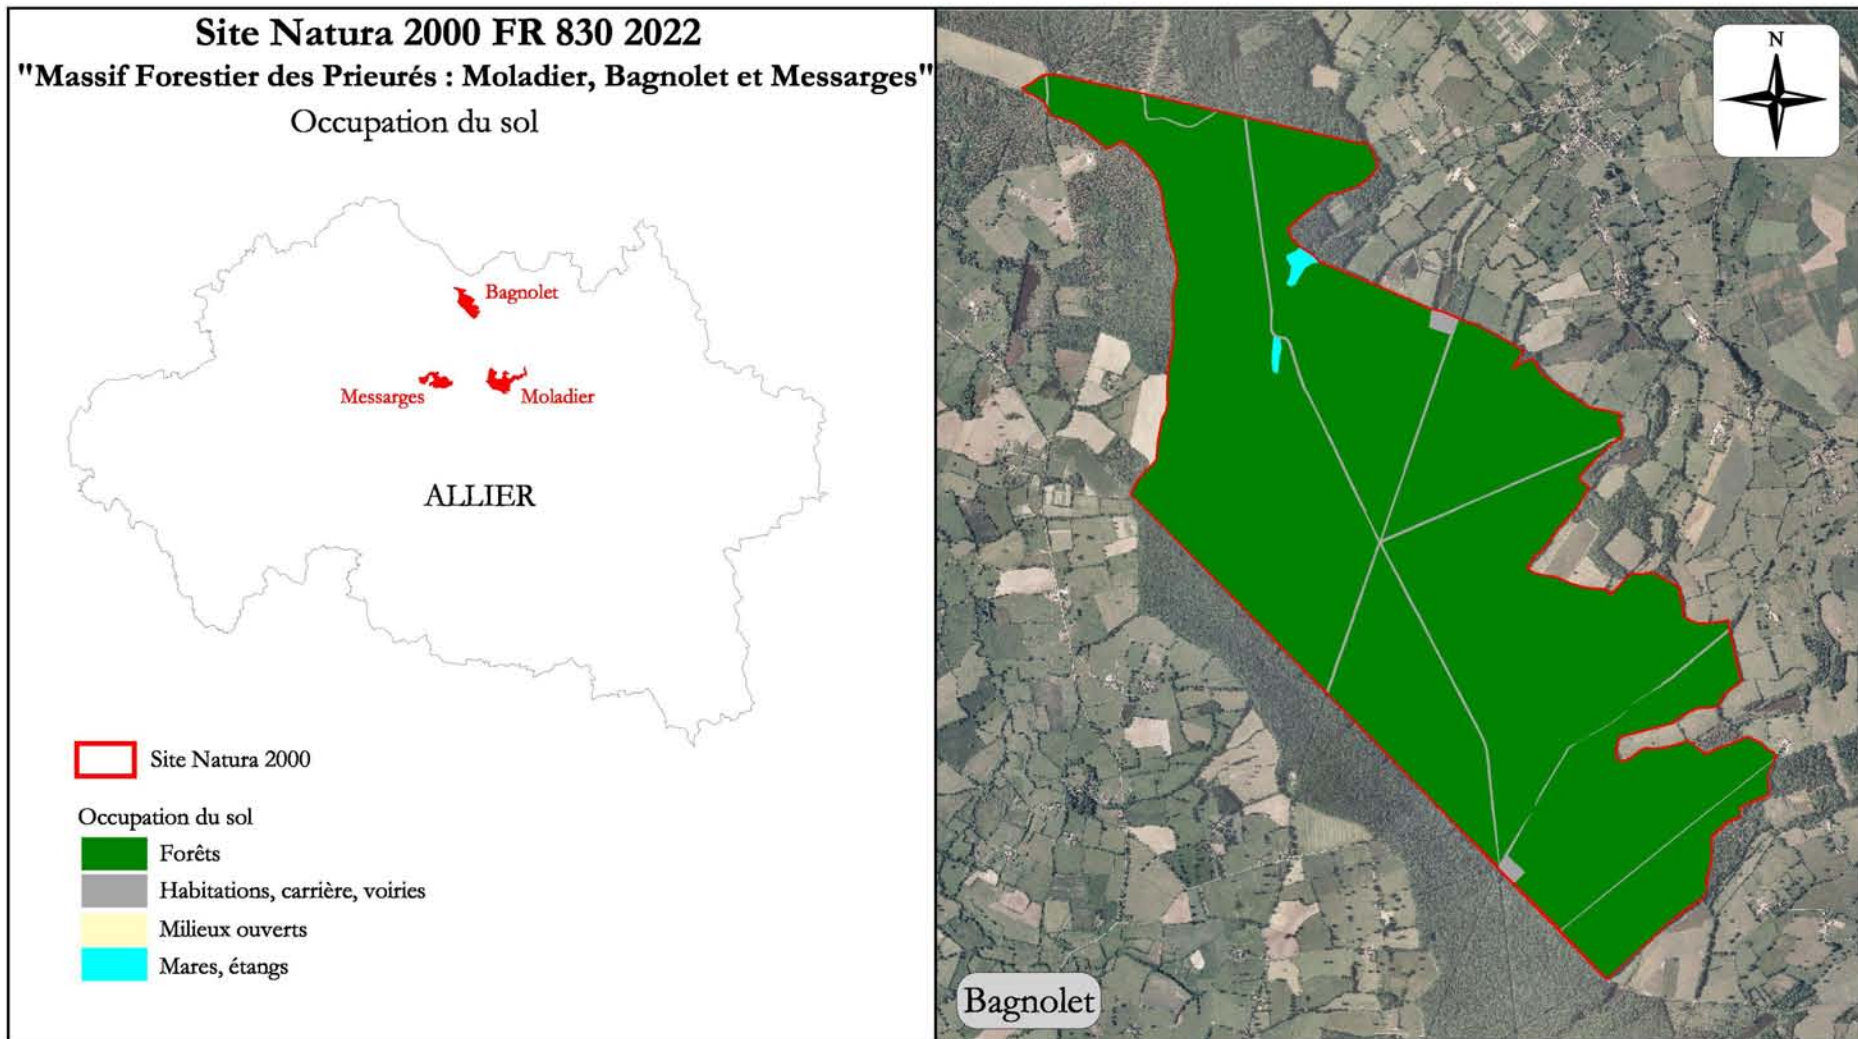 Site Natura 2000 FR 830 2022
"Massif Forestier des Prieurés : Moladier, Bagnolet et Messarges"
Occupation du sol
Bagnolet
Messarges
Moladier
ALLIER
Site Natura 2000
Occupation du sol
Forêts
Habitations, carrière, voiries
Milieux ouverts
Mares, étangs
N
Bagnolet